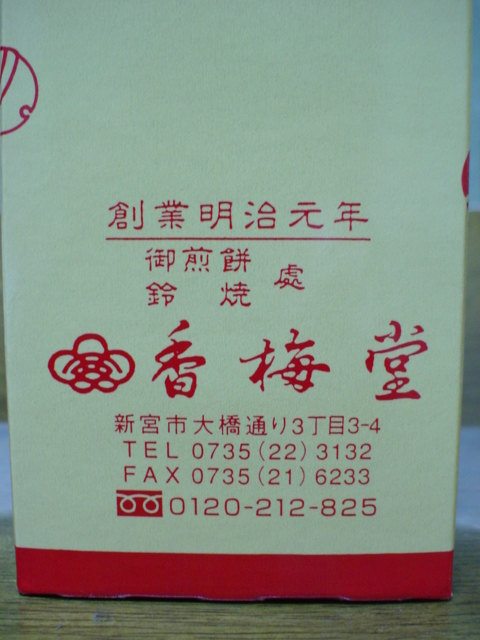 創業明治元年
御煎餅
鈴焼
處
香梅堂
新宮市大橋通り3丁目3-4
TEL 0735(22)3132
FAX 0735(21)6233
0120-212-825